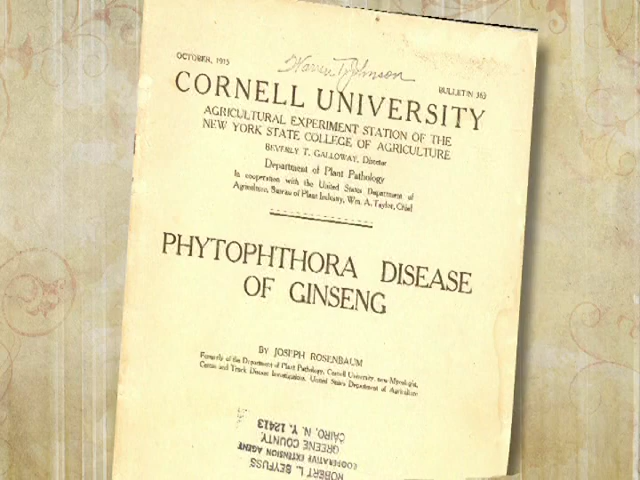 Warren T. Johnson
OCTOBER, 1915
BULLETIN 363
CORNELL UNIVERSITY
AGRICULTURAL EXPERIMENT STATION OF THE
NEW YORK STATE COLLEGE OF AGRICULTURE
BEVERLY T. GALLOWAY, Director
Department of Plant Pathology
In cooperation with the United States Department of
Agriculture, Bureau of Plant Industry, Wm. A. Taylor, Chief
PHYTOPHTHORA DISEASE
OF GINSENG
BY JOSEPH ROSENBAUM
Formerly of the Department of Plant Pathology, Cornell University, now Mycologist,
Cotton and Truck Disease Investigations, United States Department of Agriculture
ROBERT L. BEYFUSS
COOPERATIVE EXTENSION AGENT
GREENE COUNTY,
CAIRO, N. Y. 12413